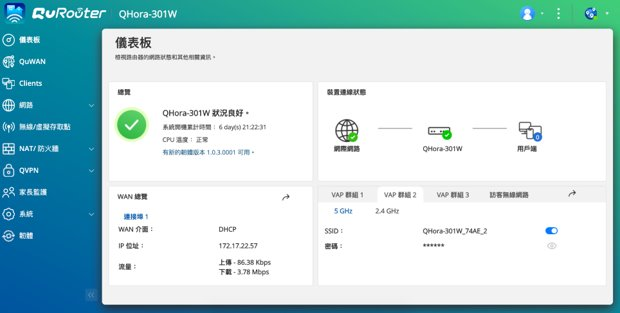 QuRouter QHora-301W
儀表板
QuWAN
Clients
網路
無線/虛擬存取點
NAT/ 防火牆
QVPN
家長監護
系統
韌體
儀表板
檢視路由器的網路狀態和其他相關資訊。
總覽
QHora-301W 狀況良好。
系統開機累計時間： 6 day(s) 21:22:31
CPU 溫度： 正常
有新的韌體版本 1.0.3.0001 可用。
裝置連線狀態
網際網路
QHora-301W
0
用戶端
WAN 總覽
連接埠 1
WAN 介面： DHCP
IP 位址： 172.17.22.57
流量： 上傳 - 86.38 Kbps
下載 - 3.78 Mbps
VAP 群組 1 VAP 群組 2 VAP 群組 3 訪客無線網路
5 GHz 2.4 GHz
SSID： QHora-301W_74AE_2
密碼： ******